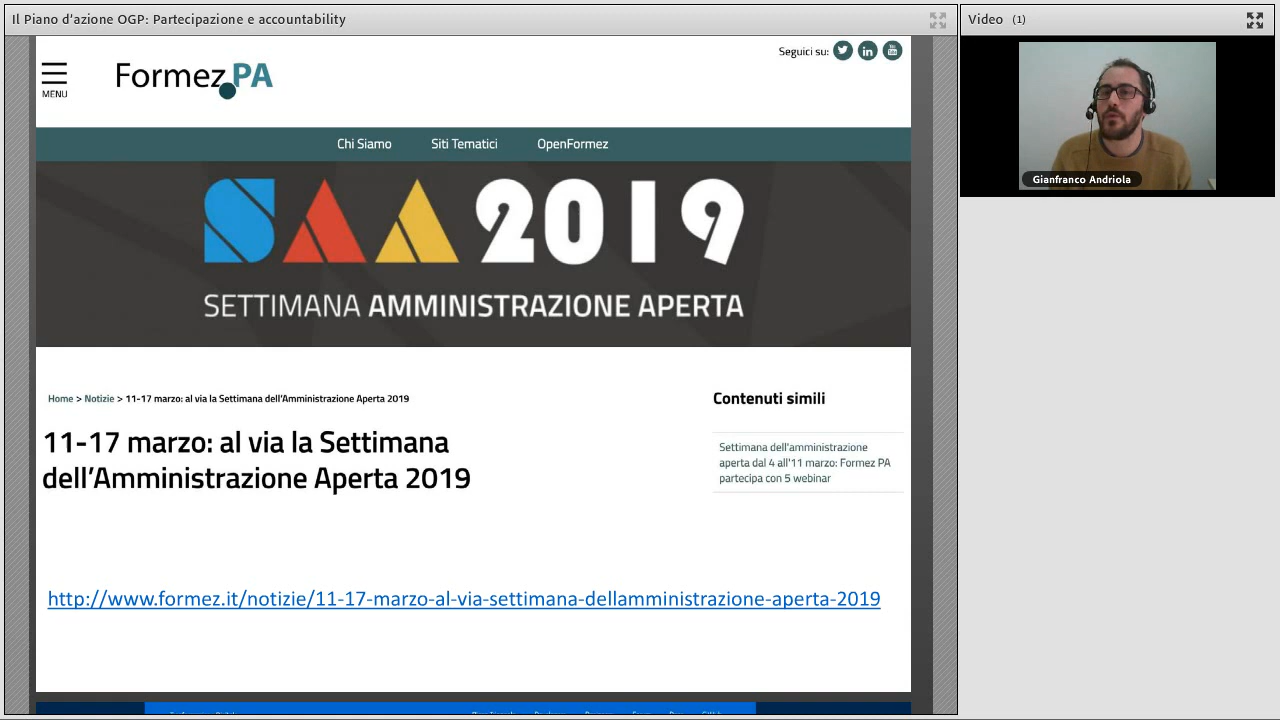 Il Piano d'azione OGP: Partecipazione e accountability
Video (1)
Seguici su:
MENU
Formez PA
Chi Siamo
Siti Tematici
OpenFormez
SAA 2019
SETTIMANA AMMINISTRAZIONE APERTA
Home > Notizie > 11-17 marzo: al via la Settimana dell'Amministrazione Aperta 2019
11-17 marzo: al via la Settimana
dell'Amministrazione Aperta 2019
Contenuti simili
Settimana dell'amministrazione
aperta dal 4 all'11 marzo: Formez PA
partecipa con 5 webinar
http://www.formez.it/notizie/11-17-marzo-al-via-settimana-dellamministrazione-aperta-2019
Gianfranco Andriola